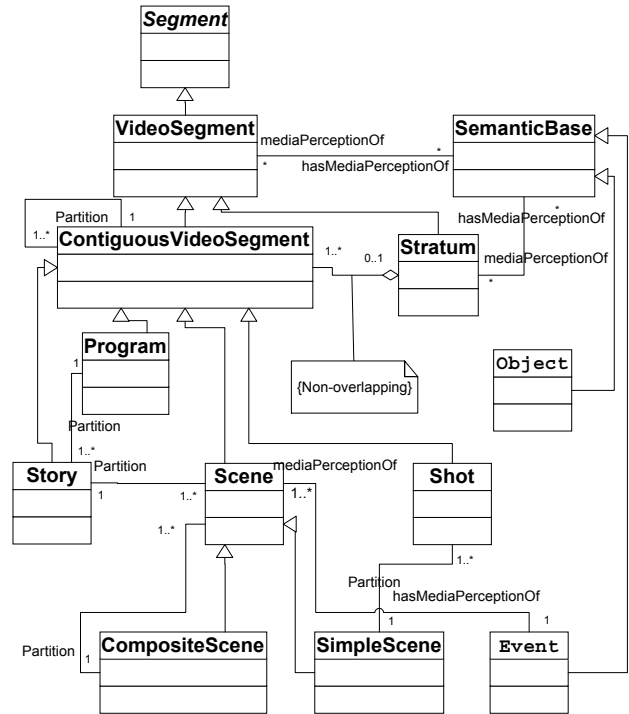 Segment
VideoSegment
SemanticBase
mediaPerceptionOf
*
*
hasMediaPerceptionOf
Partition
1
1..*
ContiguousVideoSegment
1..*
0..1
Stratum
*
hasMediaPerceptionOf
mediaPerceptionOf
*
Program
{Non-overlapping}
Object
1
Partition
1..*
Story
Partition
1
1..*
Scene
mediaPerceptionOf
1..*
Shot
1..*
1..*
Partition
hasMediaPerceptionOf
Partition
1
1
1
CompositeScene
SimpleScene
Event